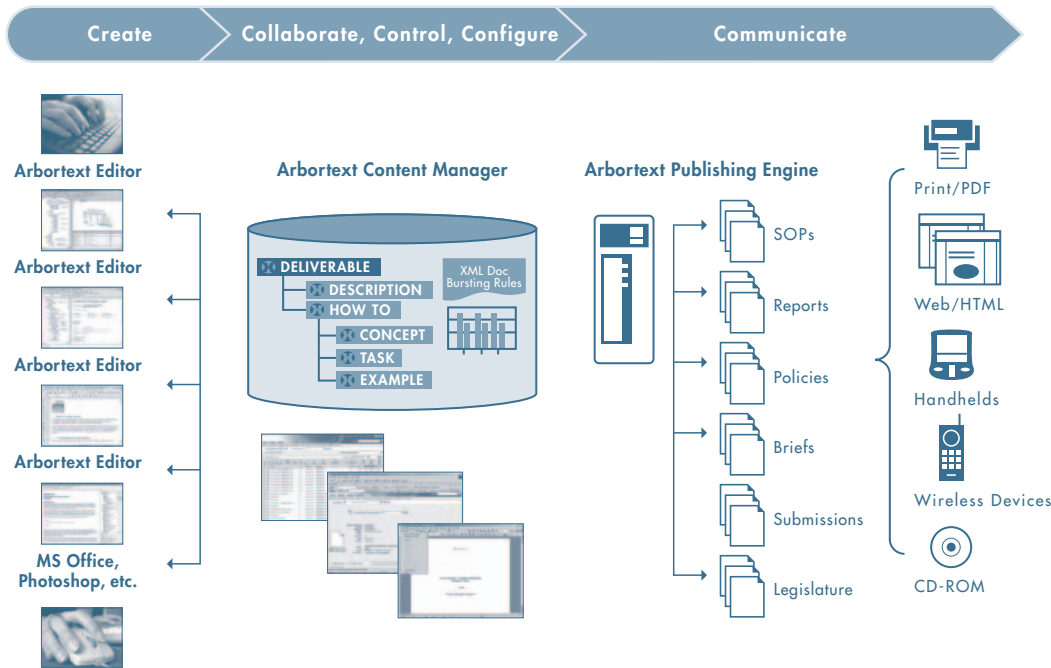 Create
Collaborate, Control, Configure
Communicate
Arbortext Editor
Arbortext Editor
Arbortext Editor
Arbortext Editor
MS Office,
Photoshop, etc.
Arbortext Content Manager
DELIVERABLE
DESCRIPTION
HOW TO
CONCEPT
TASK
EXAMPLE
XML Doc
Bursting Rules
Arbortext Publishing Engine
SOPs
Reports
Policies
Briefs
Submissions
Legislature
Print/PDF
Web/HTML
Handhelds
Wireless Devices
CD-ROM